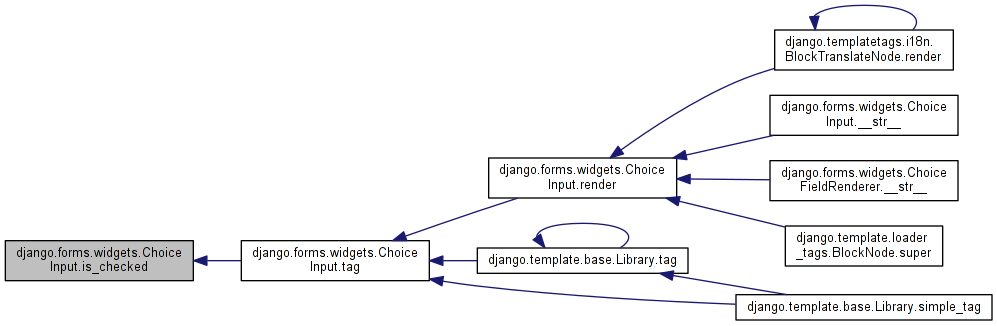 django.templatetags.i18n.
BlockTranslateNode.render
django.forms.widgets.Choice
Input.__str__
django.forms.widgets.Choice
Input.render
django.forms.widgets.Choice
FieldRenderer.__str__
django.template.loader
_tags.BlockNode.super
django.forms.widgets.Choice
Input.is_checked
django.forms.widgets.Choice
Input.tag
django.template.base.Library.tag
django.template.base.Library.simple_tag